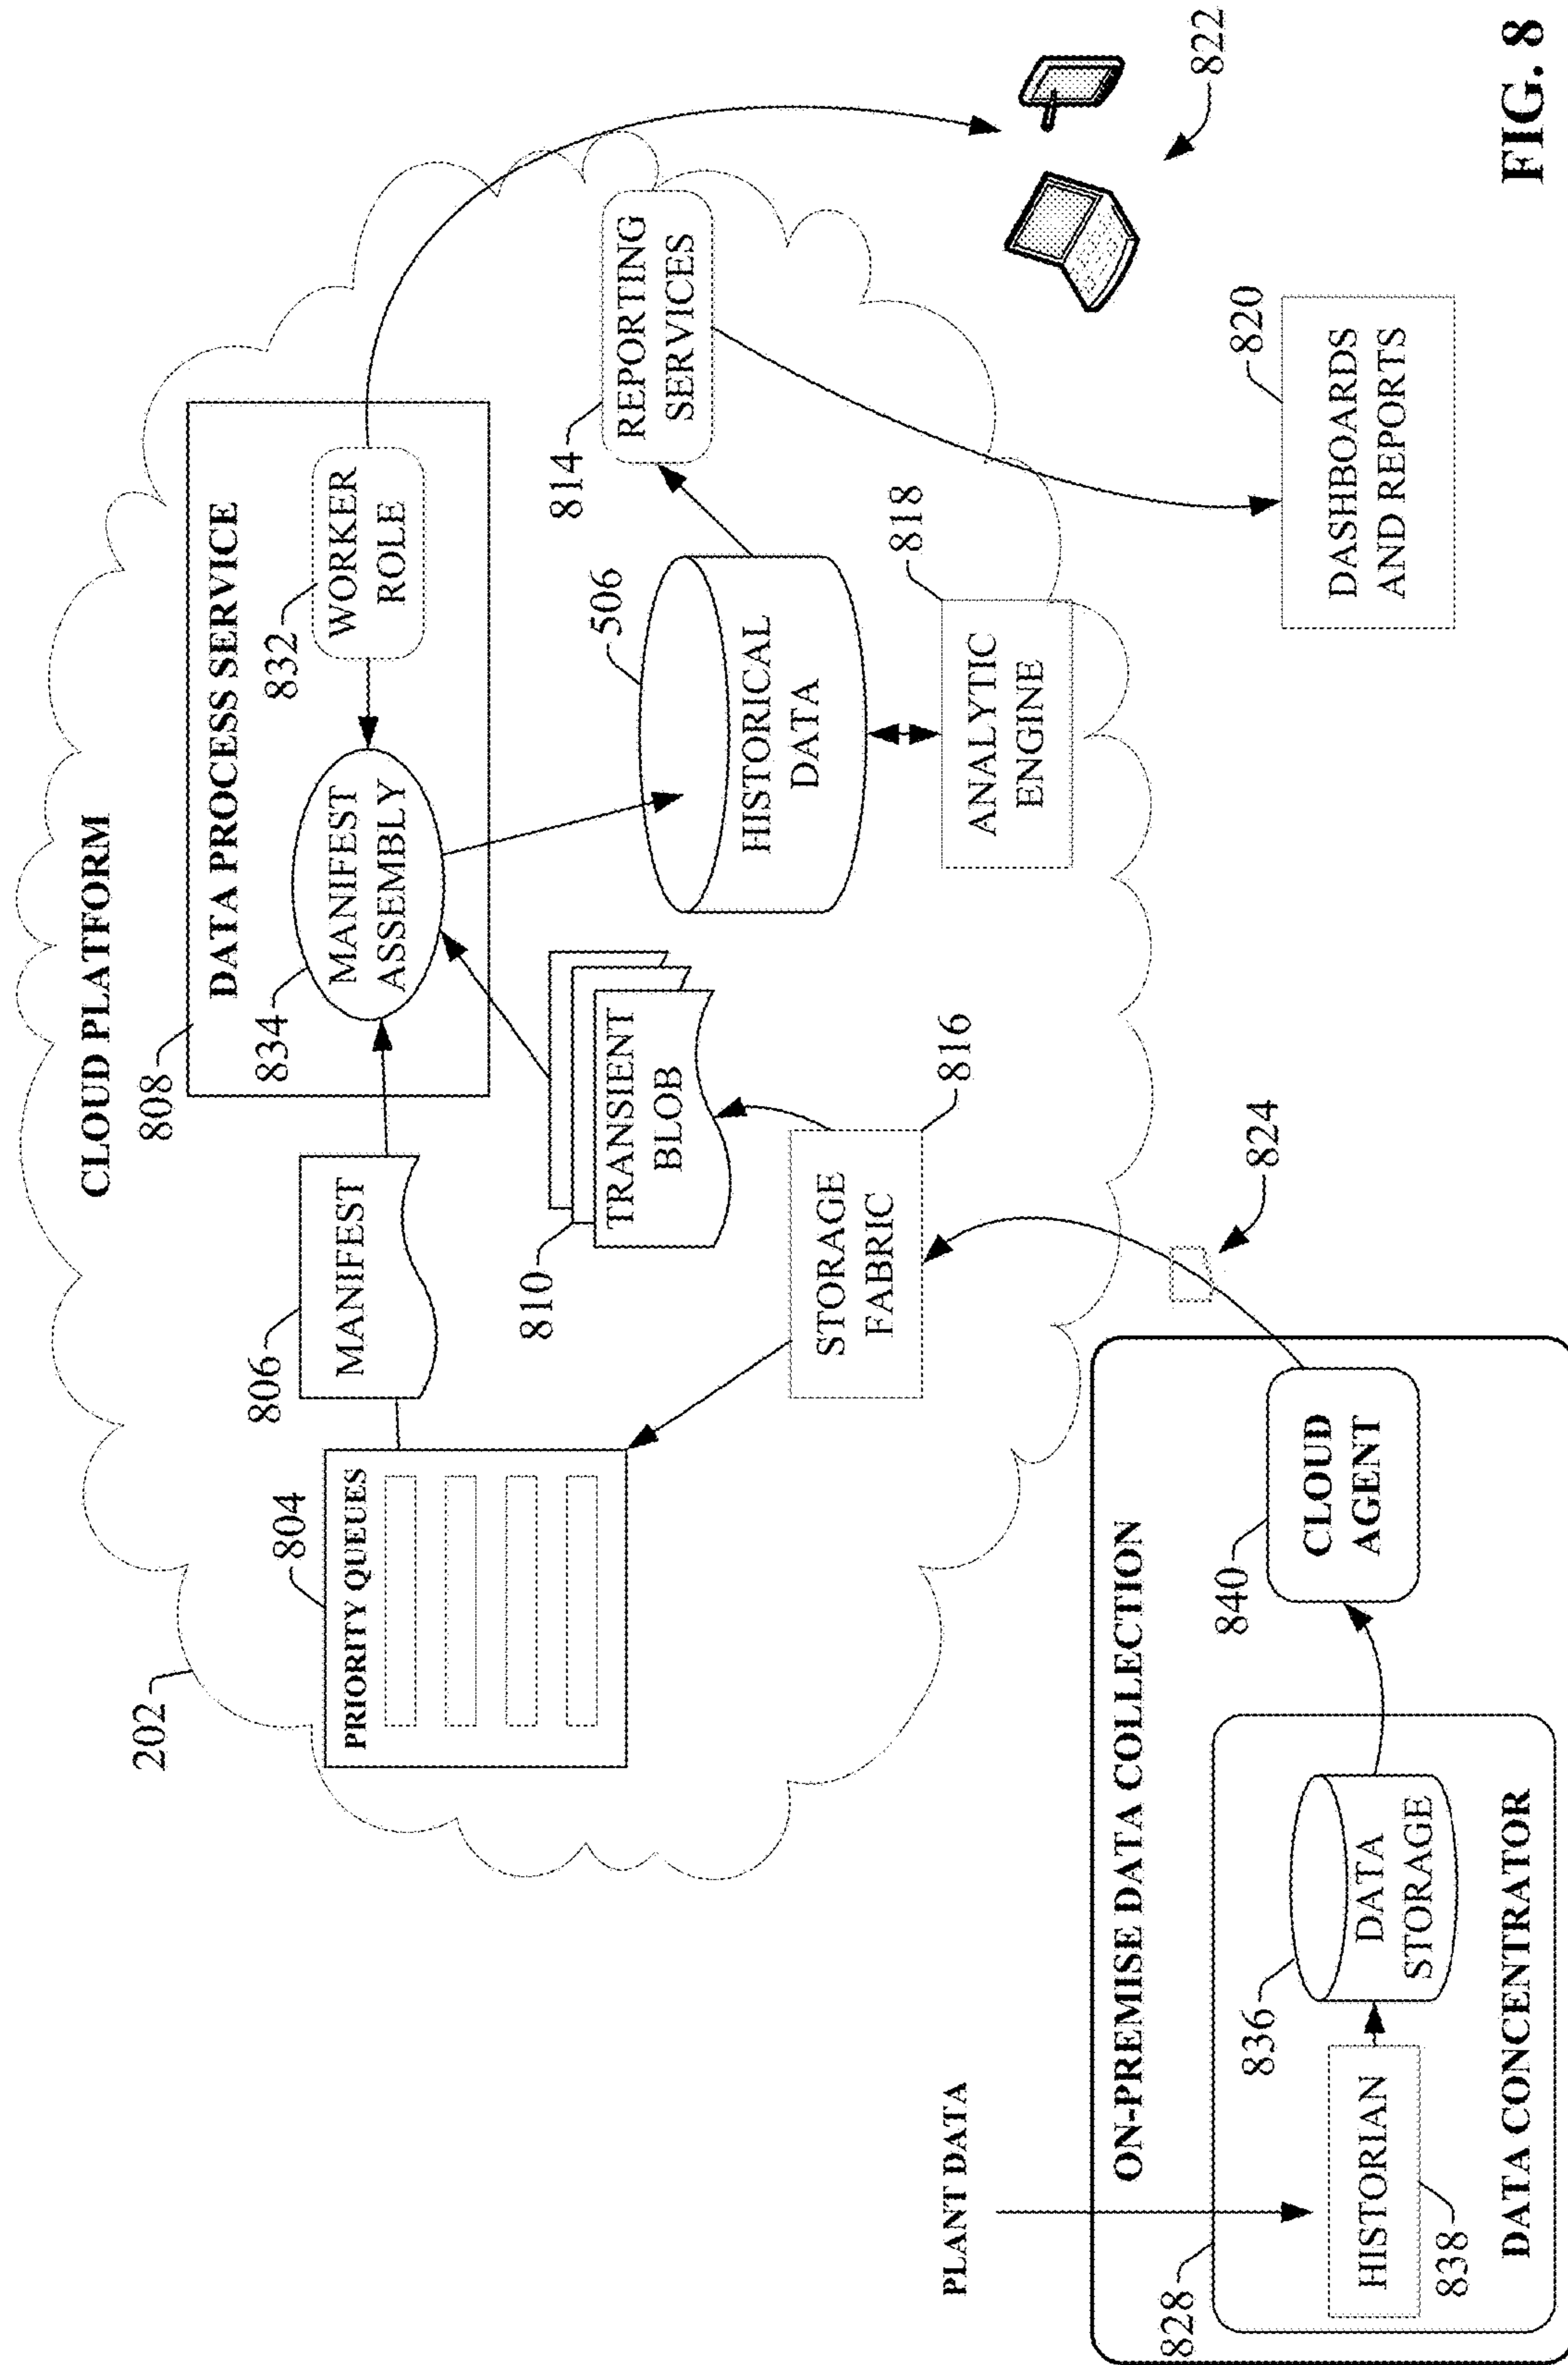 CLOUD PLATFORM
202
804
PRIORITY QUEUES
806
MANIFEST
808
DATA PROCESS SERVICE
834
MANIFEST
ASSEMBLY
832
WORKER
ROLE
810
TRANSIENT
BLOB
506
HISTORICAL
DATA
814
REPORTING
SERVICES
STORAGE
FABRIC
816
818
ANALYTIC
ENGINE
822
824
820
DASHBOARDS
AND REPORTS
PLANT DATA
ON-PREMISE DATA COLLECTION
828
HISTORIAN
838
836
DATA
STORAGE
DATA CONCENTRATOR
840
CLOUD
AGENT
FIG. 8